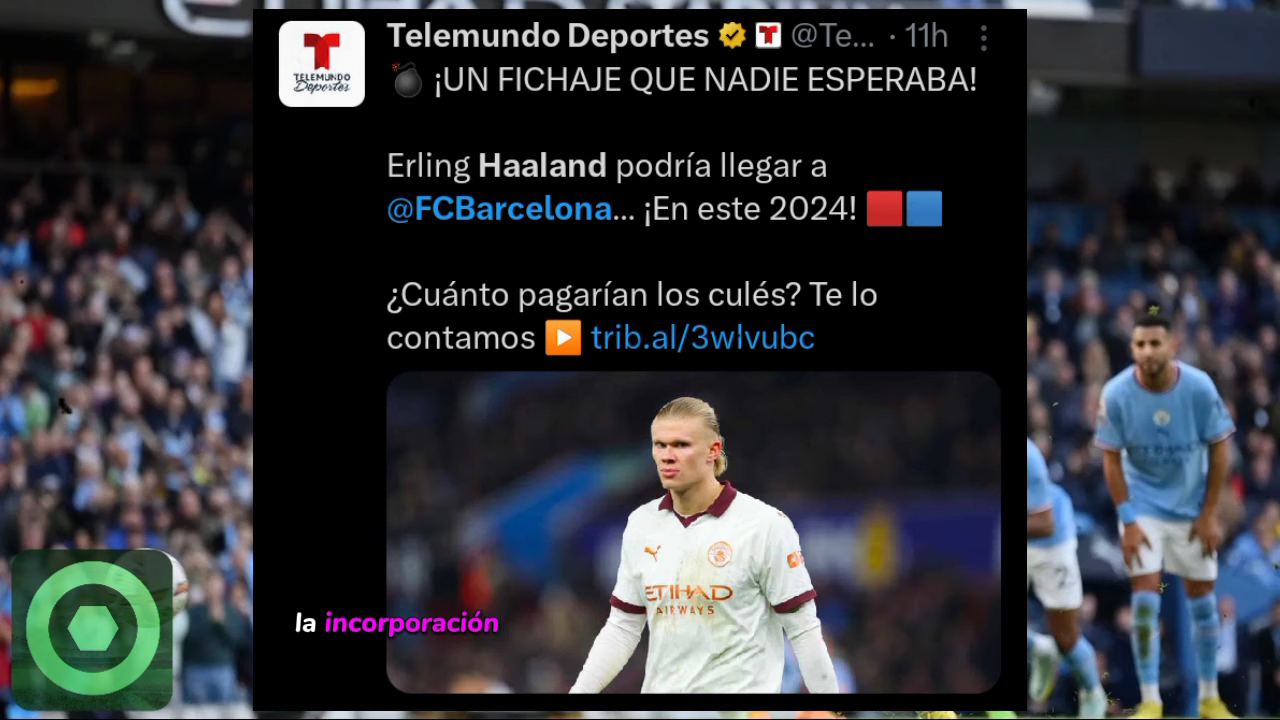 Telemundo Deportes @Te... · 11h
TELEMUNDO
Deportes
💣 ¡UN FICHAJE QUE NADIE ESPERABA!
Erling Haaland podría llegar a
@FCBarcelona... ¡En este 2024! 🟥🟦
¿Cuánto pagarían los culés? Te lo
contamos ▶️ trib.al/3wlvubc
ETIHAD
AIRWAYS
la incorporación